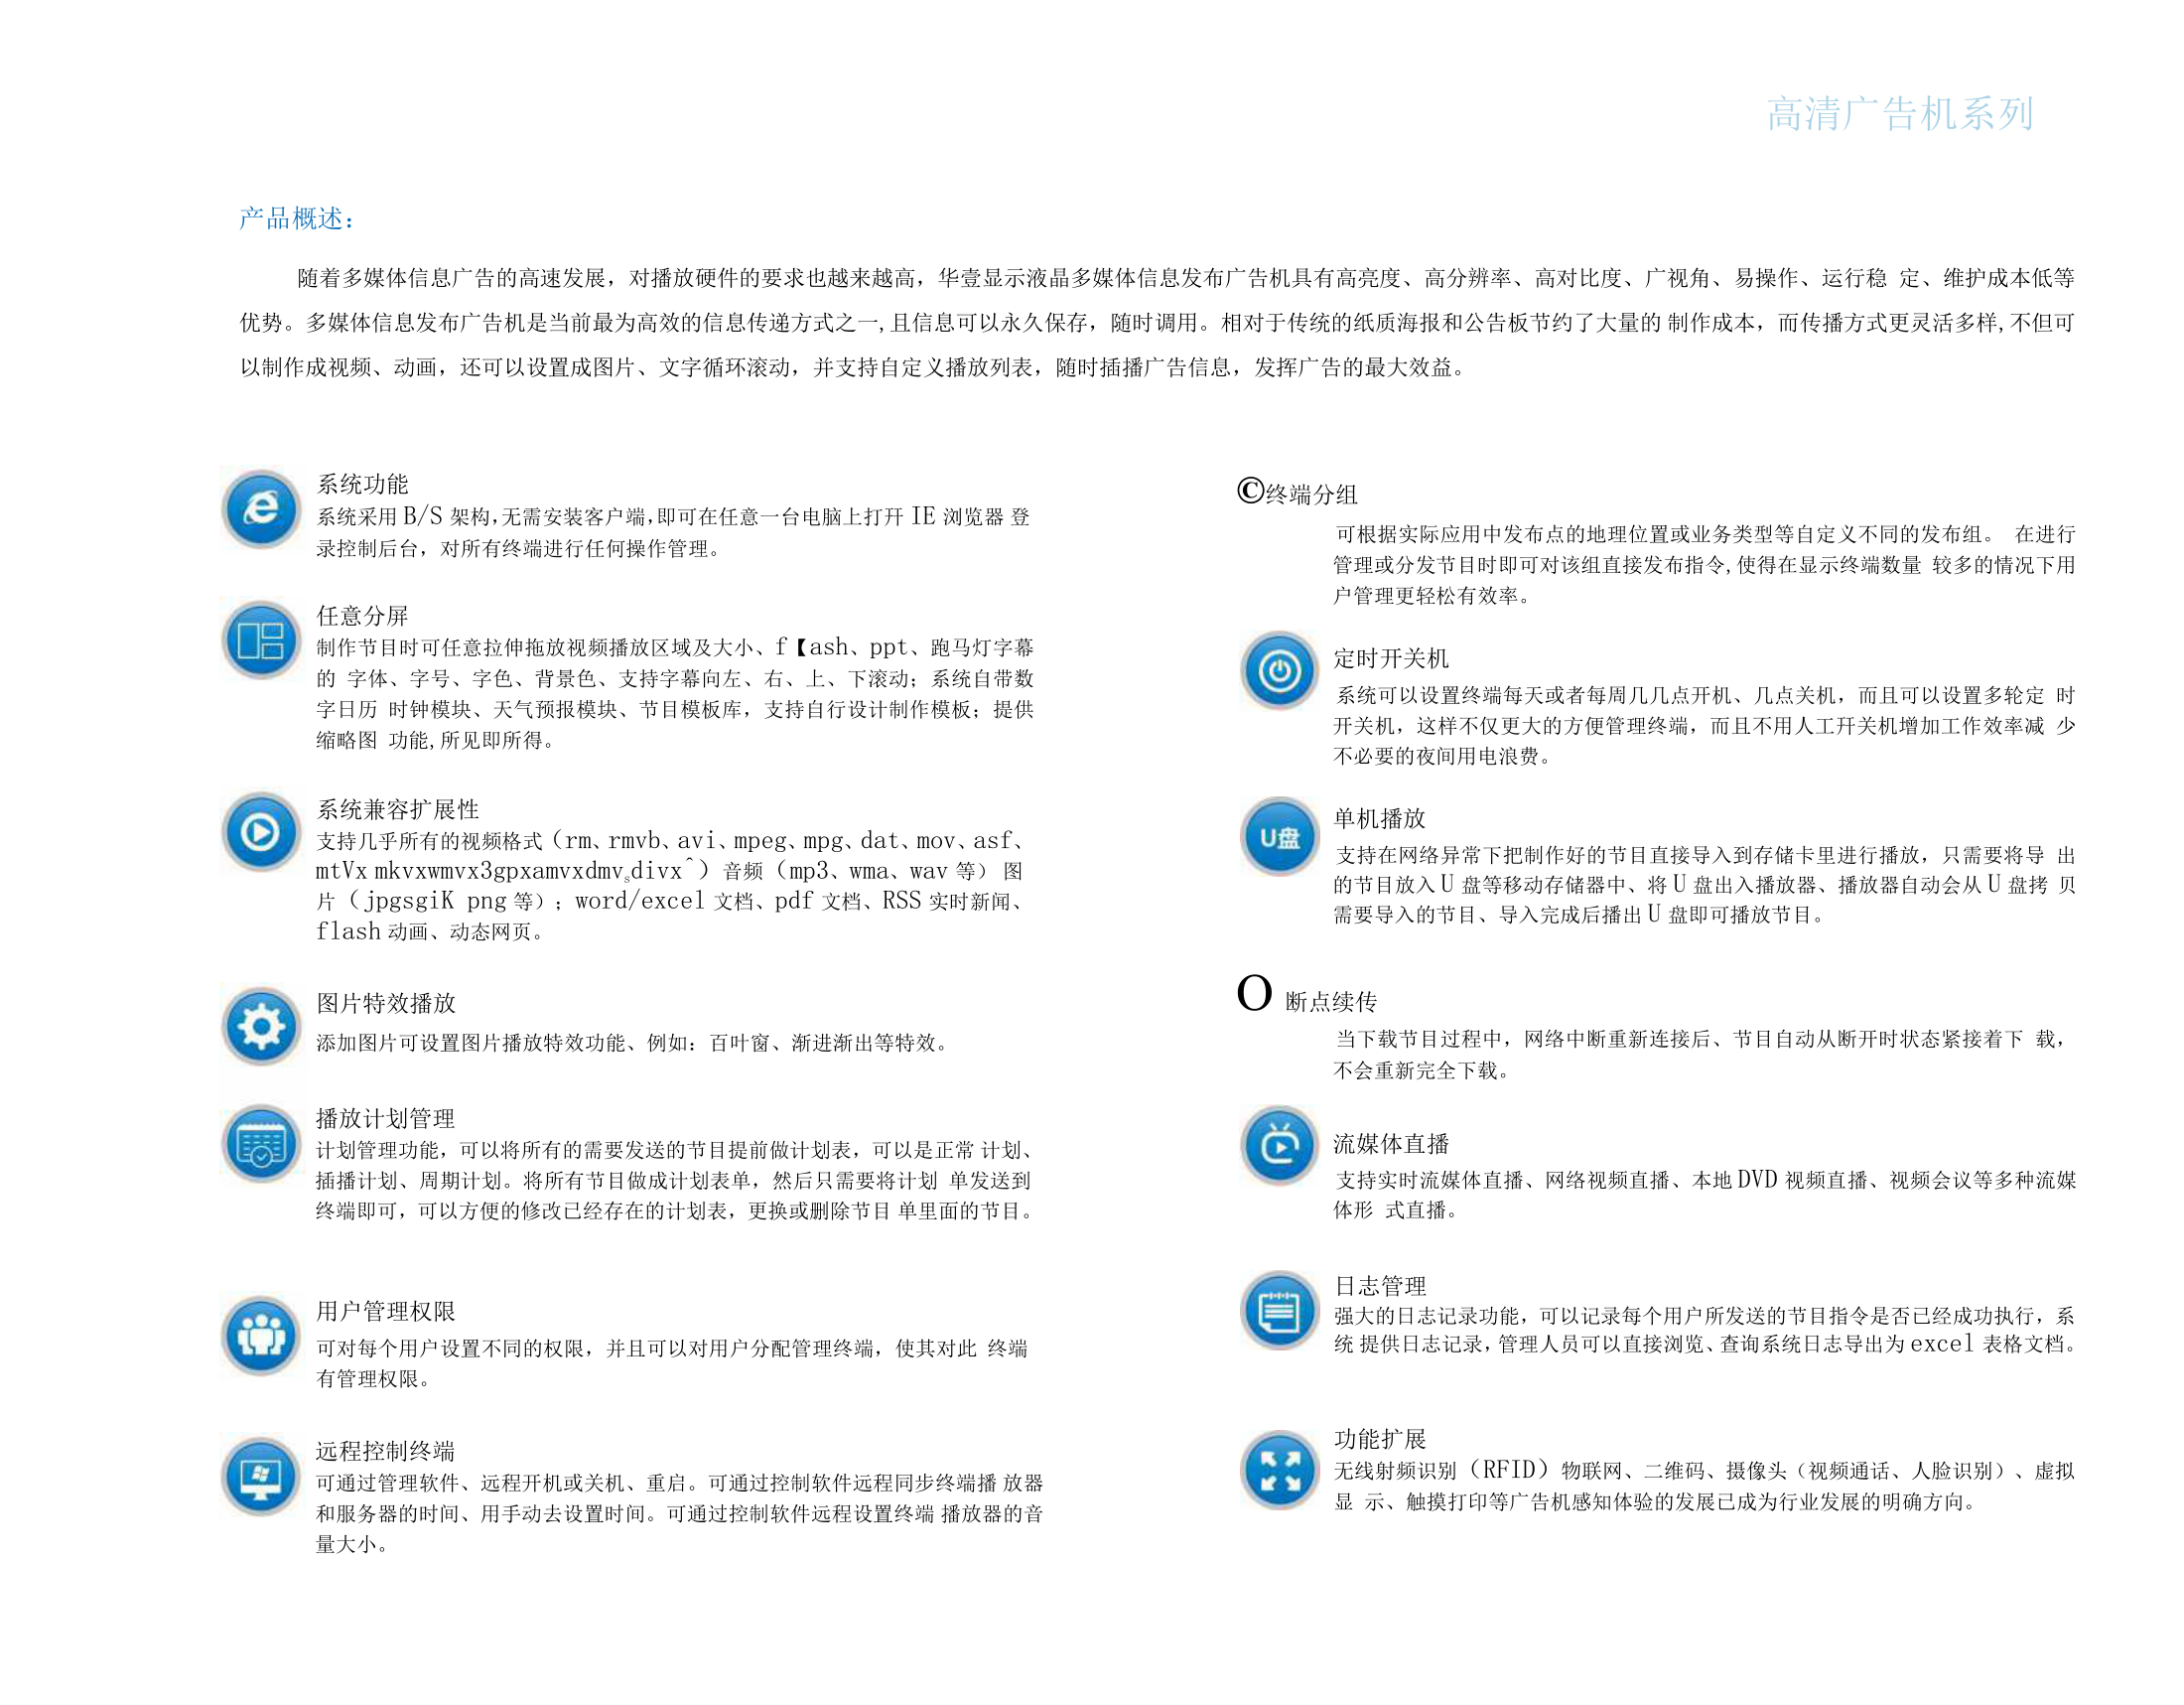 高清广告机系列
产品概述：
随着多媒体信息广告的高速发展，对播放硬件的要求也越来越高，华壹显示液晶多媒体信息发布广告机具有高亮度、高分辨率、高对比度、广视角、易操作、运行稳 定、维护成本低等
优势。多媒体信息发布广告机是当前最为高效的信息传递方式之一,且信息可以永久保存，随时调用。相对于传统的纸质海报和公告板节约了大量的 制作成本，而传播方式更灵活多样,不但可
以制作成视频、动画，还可以设置成图片、文字循环滚动，并支持自定义播放列表，随时插播广告信息，发挥广告的最大效益。
系统功能
系统采用 B/S 架构,无需安装客户端,即可在任意一台电脑上打开 IE 浏览器 登
录控制后台，对所有终端进行任何操作管理。
任意分屏
制作节目时可任意拉伸拖放视频播放区域及大小、f【ash、ppt、跑马灯字幕
的 字体、字号、字色、背景色、支持字幕向左、右、上、下滚动；系统自带数
字日历 时钟模块、天气预报模块、节目模板库，支持自行设计制作模板；提供
缩略图 功能,所见即所得。
系统兼容扩展性
支持几乎所有的视频格式（rm、rmvb、avi、mpeg、mpg、dat、mov、asf、
mtVx mkvxwmvx3gpxamvxdmvsdivx^）音频（mp3、wma、wav 等） 图
片（jpgsgiK png 等）；word/excel 文档、pdf 文档、RSS 实时新闻、
flash 动画、动态网页。
图片特效播放
添加图片可设置图片播放特效功能、例如：百叶窗、渐进渐出等特效。
播放计划管理
计划管理功能，可以将所有的需要发送的节目提前做计划表，可以是正常 计划、
插播计划、周期计划。将所有节目做成计划表单，然后只需要将计划 单发送到
终端即可，可以方便的修改已经存在的计划表，更换或删除节目 单里面的节目。
用户管理权限
可对每个用户设置不同的权限，并且可以对用户分配管理终端，使其对此 终端
有管理权限。
远程控制终端
可通过管理软件、远程开机或关机、重启。可通过控制软件远程同步终端播 放器
和服务器的时间、用手动去设置时间。可通过控制软件远程设置终端 播放器的音
量大小。
©终端分组
可根据实际应用中发布点的地理位置或业务类型等自定义不同的发布组。 在进行
管理或分发节目时即可对该组直接发布指令,使得在显示终端数量 较多的情况下用
户管理更轻松有效率。
定时开关机
系统可以设置终端每天或者每周几几点开机、几点关机，而且可以设置多轮定 时
开关机，这样不仅更大的方便管理终端，而且不用人工开关机增加工作效率减 少
不必要的夜间用电浪费。
U盘
单机播放
支持在网络异常下把制作好的节目直接导入到存储卡里进行播放，只需要将导 出
的节目放入 U 盘等移动存储器中、将 U 盘出入播放器、播放器自动会从 U 盘拷 贝
需要导入的节目、导入完成后播出 U 盘即可播放节目。
O 断点续传
当下载节目过程中，网络中断重新连接后、节目自动从断开时状态紧接着下 载，
不会重新完全下载。
流媒体直播
支持实时流媒体直播、网络视频直播、本地 DVD 视频直播、视频会议等多种流媒
体形 式直播。
日志管理
强大的日志记录功能，可以记录每个用户所发送的节目指令是否已经成功执行，系
统 提供日志记录,管理人员可以直接浏览、查询系统日志导出为 excel 表格文档。
功能扩展
无线射频识别（RFID）物联网、二维码、摄像头（视频通话、人脸识别）、虚拟
显 示、触摸打印等广告机感知体验的发展已成为行业发展的明确方向。